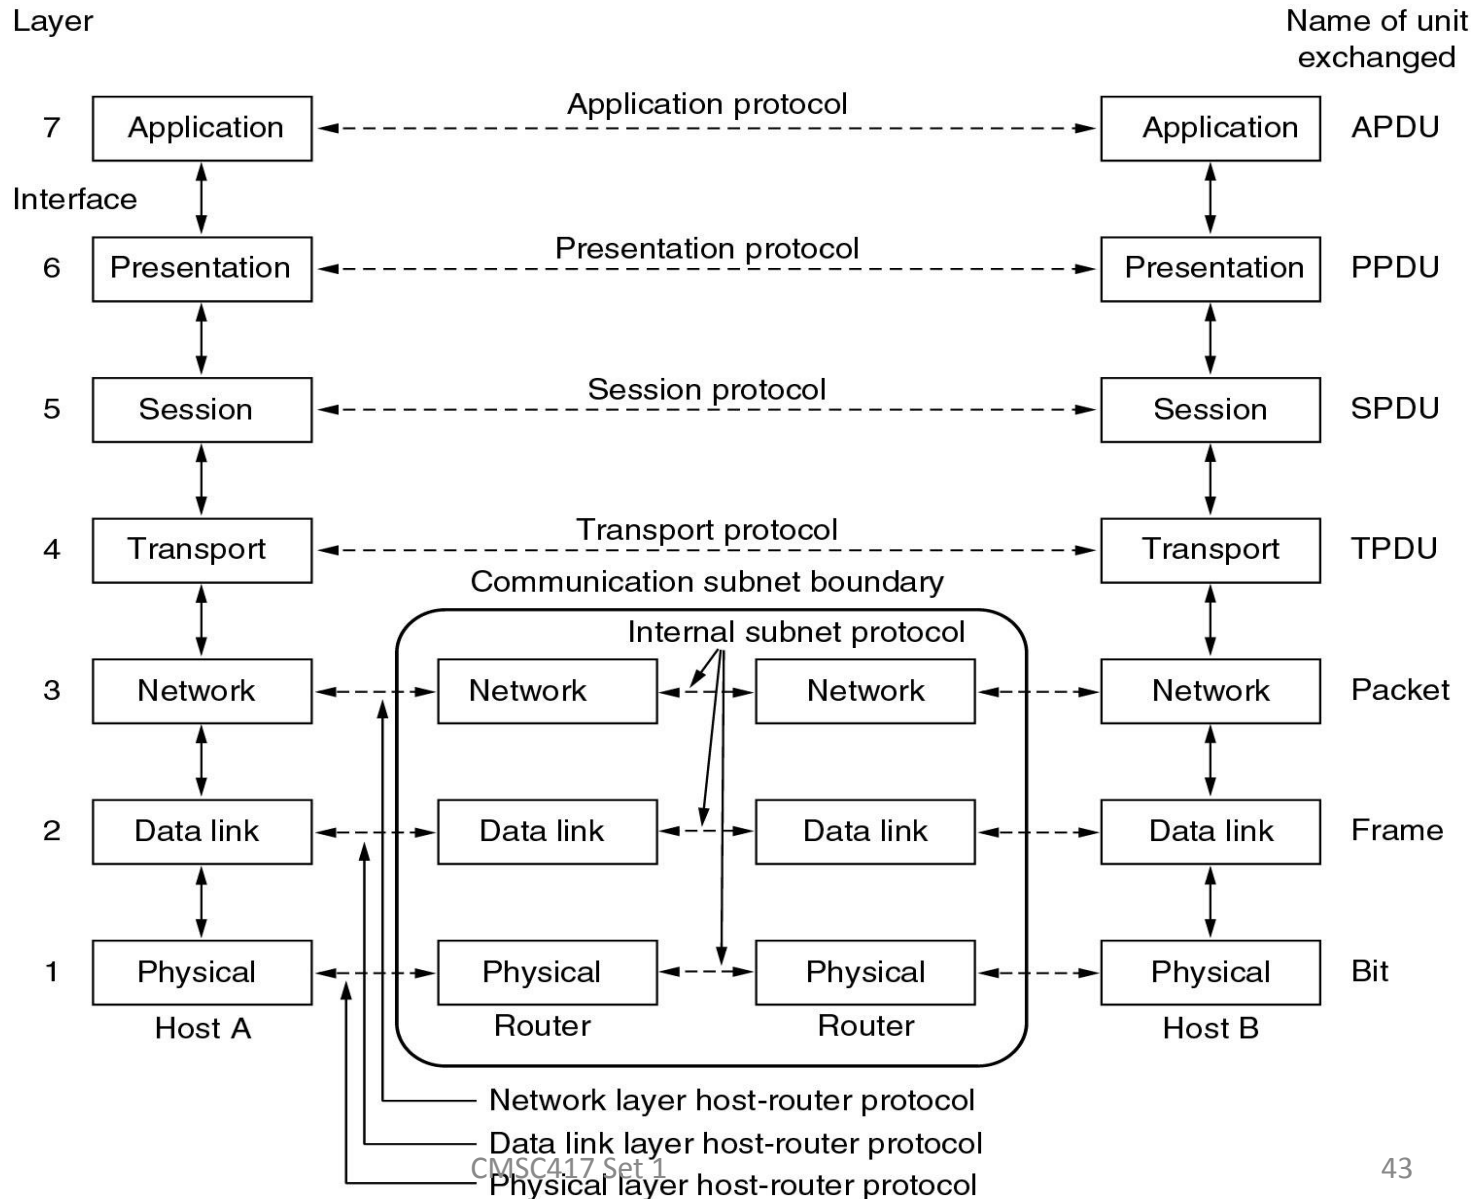 Layer
Name of unit
exchanged
7 Application Application protocol Application APDU
Interface
6 Presentation Presentation protocol Presentation PPDU
5 Session Session protocol Session SPDU
4 Transport Transport protocol Transport TPDU
Communication subnet boundary
Internal subnet protocol
3 Network Network Network Network Packet
2 Data link Data link Data link Data link Frame
1 Physical Physical Physical Physical Bit
Host A Router Router Host B
Network layer host-router protocol
Data link layer host-router protocol
CMSC417 Set 1 43
Physical layer host-router protocol